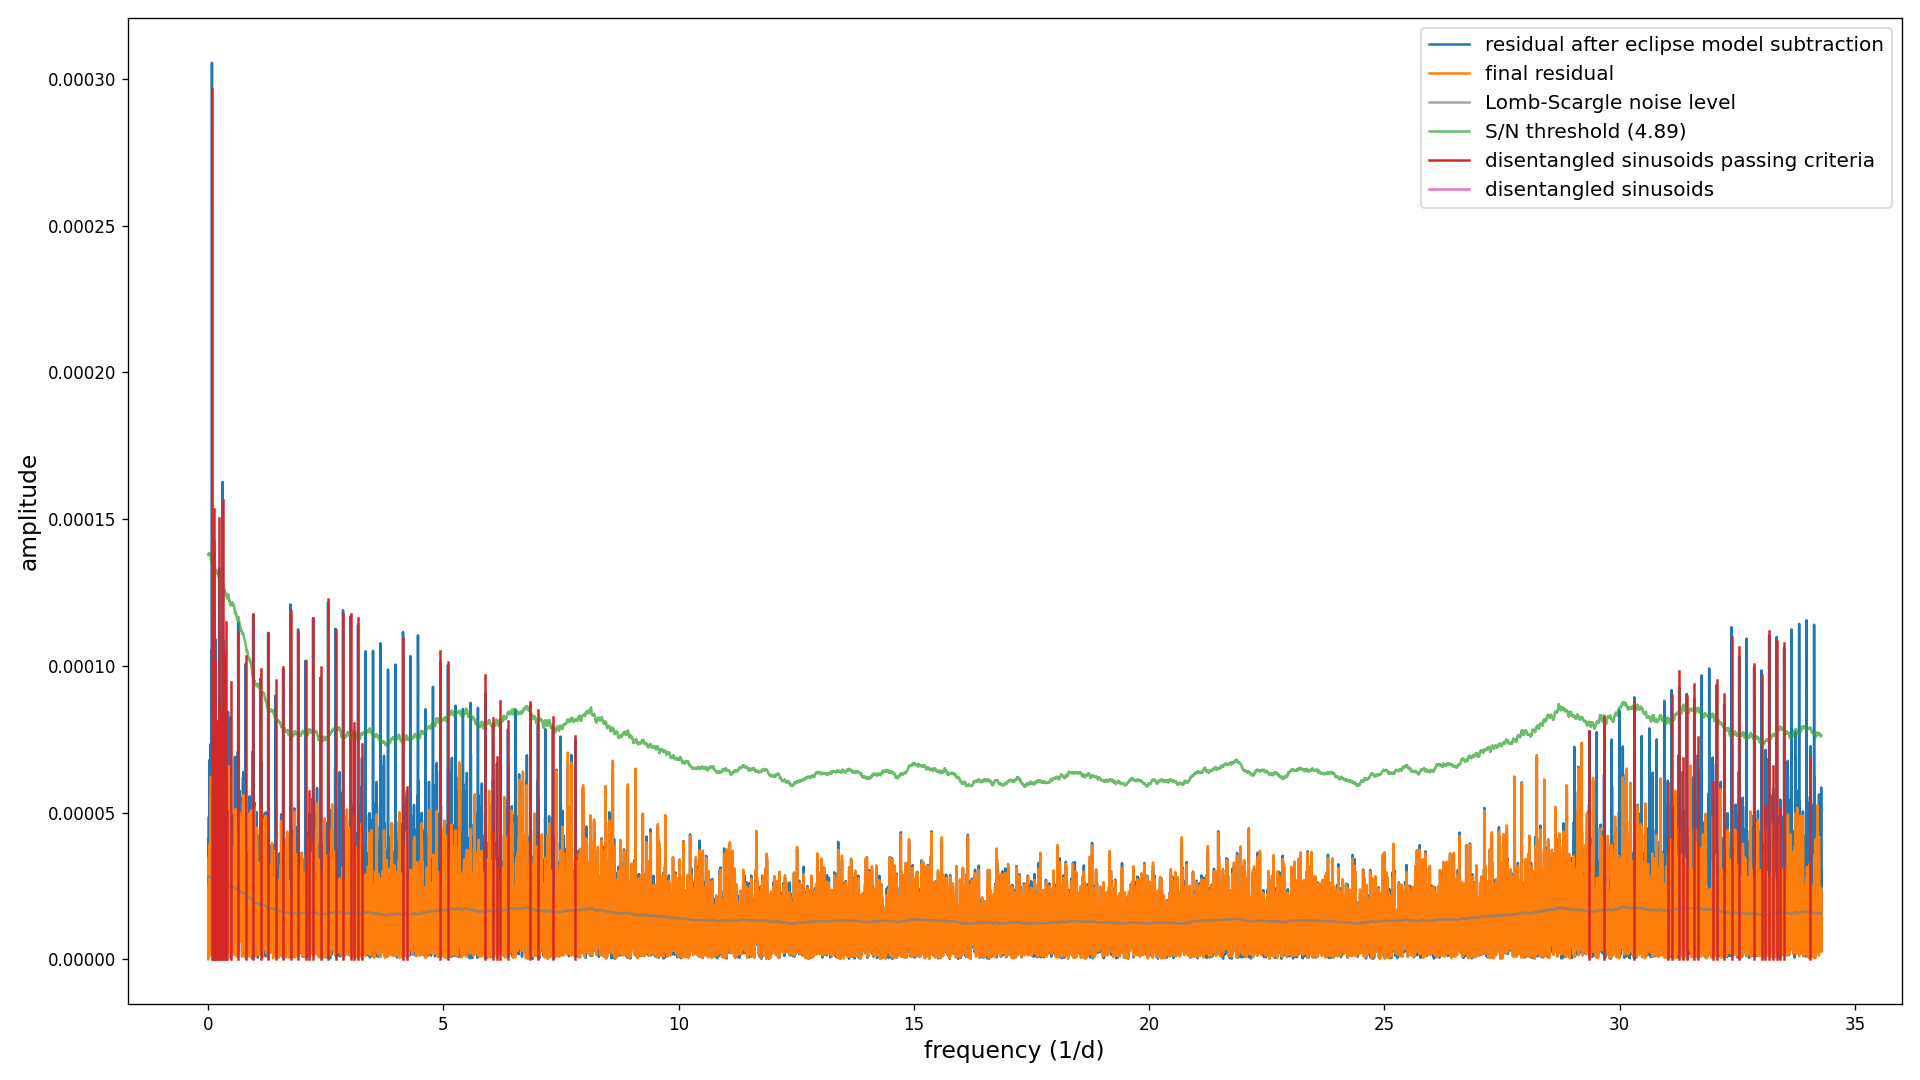 residual after eclipse model subtraction
final residual
Lomb-Scargle noise level
S/N threshold (4.89)
disentangled sinusoids passing criteria
disentangled sinusoids
amplitude
0.00030
0.00025
0.00020
0.00015
0.00010
0.00005
0.00000
0 5 10 15 20 25 30 35
frequency (1/d)